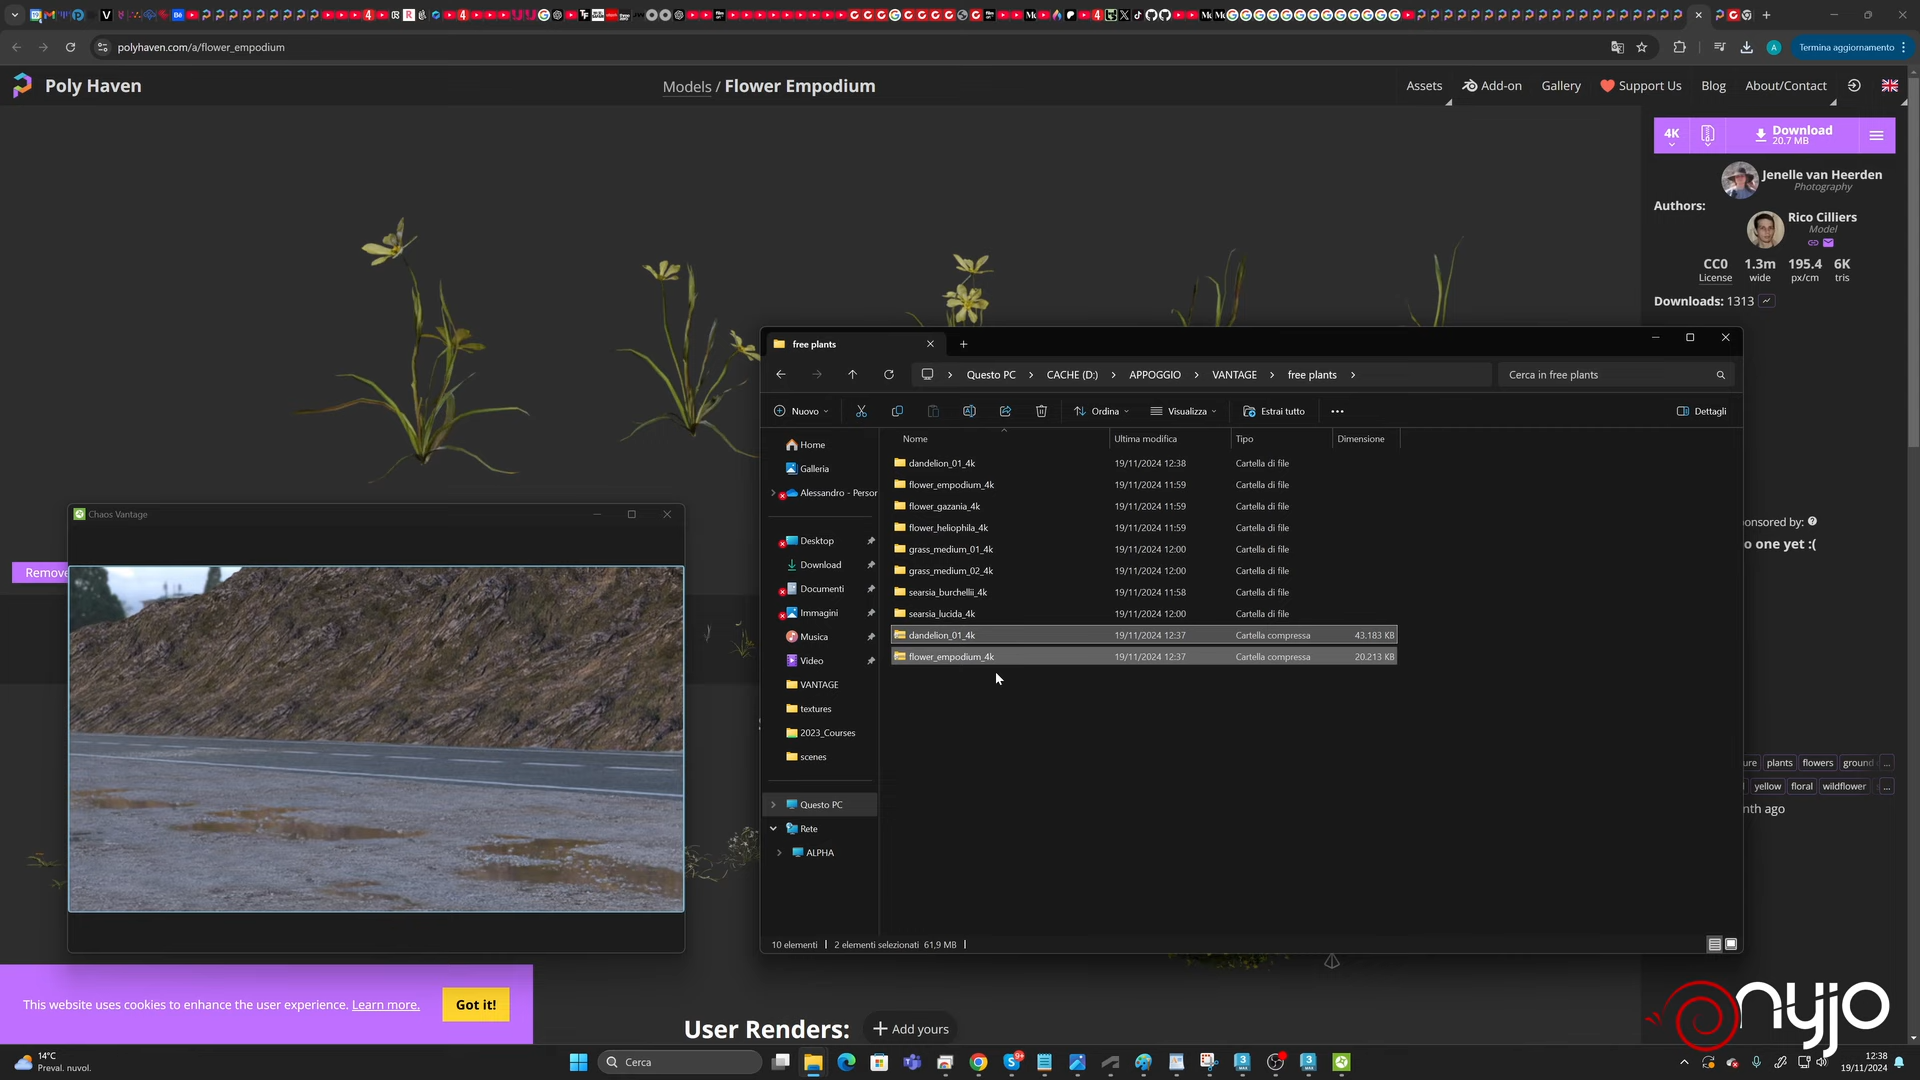 polyhaven.com/a/flower_empodium
Termina aggiornamento
Poly Haven
Models / Flower Empodium
Assets
Add-on
Gallery
Support Us
Blog
About/Contact
4K
Download
20.7 MB
Jenelle van Heerden
Photography
Authors:
Rico Cilliers
Model
CC0 1.3m 195.4 6K
License wide px/cm tris
Downloads: 1313
free plants
Questo PC
CACHE (D:)
APPOGGIO
VANTAGE
free plants
Cerca in free plants
Nuovo
Ordina
Visualizza
Estrai tutto
Dettagli
Nome Ultima modifica Tipo Dimensione
Home
Galleria
Alessandro - Person
Desktop
Download
Documenti
Immagini
Musica
Video
VANTAGE
textures
2023_Courses
scenes
Questo PC
Rete
ALPHA
dandelion_01_4k 19/11/2024 12:38 Cartella di file
flower_empodium_4k 19/11/2024 11:59 Cartella di file
flower_gazania_4k 19/11/2024 11:59 Cartella di file
flower_heliophila_4k 19/11/2024 11:59 Cartella di file
grass_medium_01_4k 19/11/2024 12:00 Cartella di file
grass_medium_02_4k 19/11/2024 12:00 Cartella di file
searsia_burchellii_4k 19/11/2024 11:58 Cartella di file
searsia_lucida_4k 19/11/2024 12:00 Cartella di file
dandelion_01_4k 19/11/2024 12:37 Cartella compressa 43.183 KB
flower_empodium_4k 19/11/2024 12:37 Cartella compressa 20.213 KB
10 elementi
2 elementi selezionati 61,9 MB
Chaos Vantage
Remove
onsored by:
o one yet :(
ure plants flowers ground ...
yellow floral wildflower ...
nth ago
This website uses cookies to enhance the user experience. Learn more.
Got it!
User Renders:
Add yours
nyjo
14°C
Preval. nuvol.
Cerca
12:38
19/11/2024